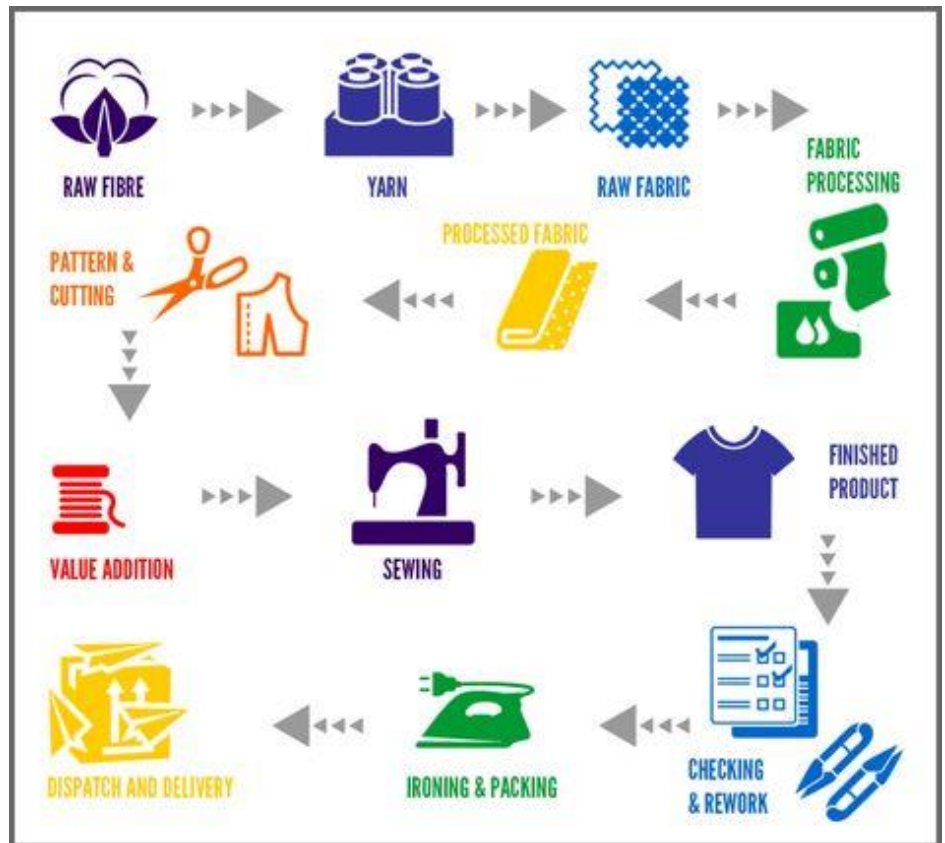 RAW FIBRE
YARN
RAW FABRIC
FABRIC
PROCESSING
PROCESSED FABRIC
PATTERN &
CUTTING
VALUE ADDITION
SEWING
FINISHED
PRODUCT
CHECKING
& REWORK
IRONING & PACKING
DISPATCH AND DELIVERY